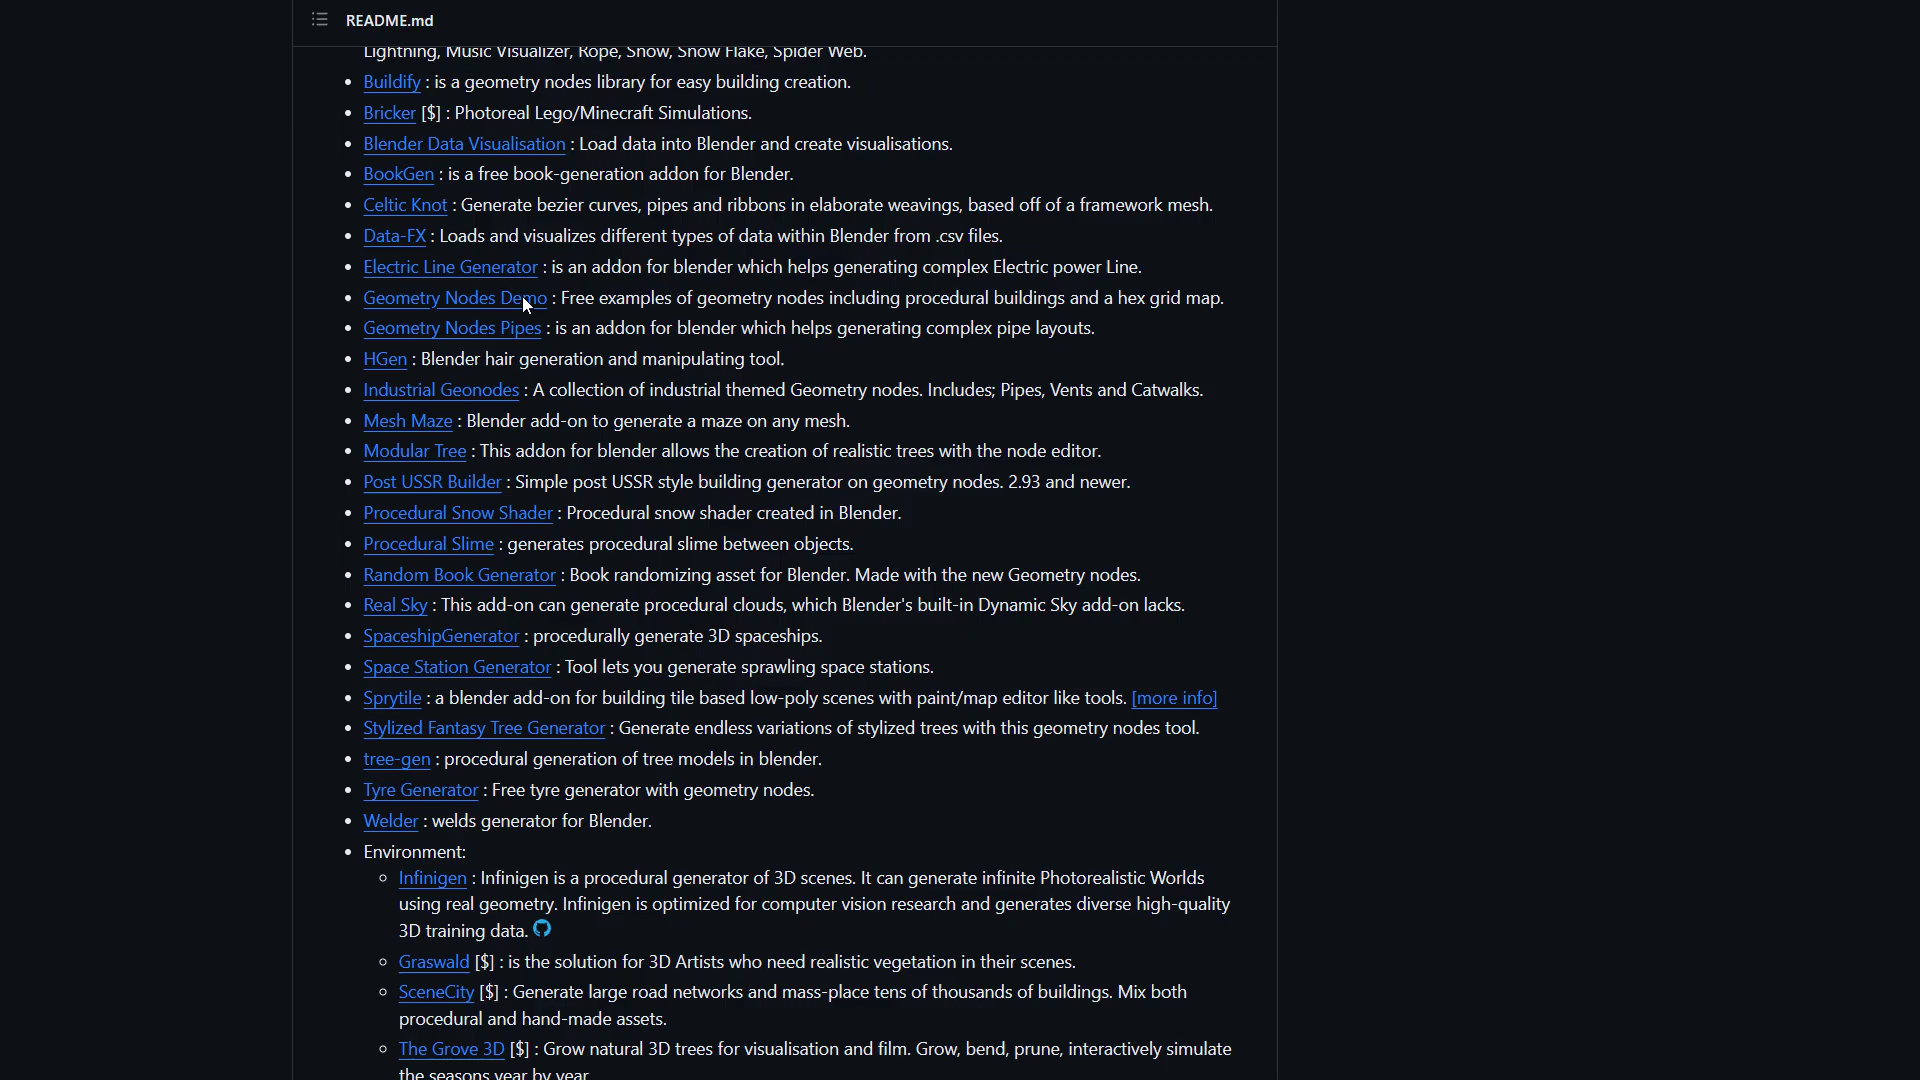 README.md
Lightning, Music Visualizer, Rope, Snow, Snow Flake, Spider Web.
Buildify : is a geometry nodes library for easy building creation.
Bricker [$] : Photoreal Lego/Minecraft Simulations.
Blender Data Visualisation : Load data into Blender and create visualisations.
BookGen : is a free book-generation addon for Blender.
Celtic Knot : Generate bezier curves, pipes and ribbons in elaborate weavings, based off of a framework mesh.
Data-FX : Loads and visualizes different types of data within Blender from .csv files.
Electric Line Generator : is an addon for blender which helps generating complex Electric power Line.
Geometry Nodes Demo : Free examples of geometry nodes including procedural buildings and a hex grid map.
Geometry Nodes Pipes : is an addon for blender which helps generating complex pipe layouts.
HGen : Blender hair generation and manipulating tool.
Industrial Geonodes : A collection of industrial themed Geometry nodes. Includes; Pipes, Vents and Catwalks.
Mesh Maze : Blender add-on to generate a maze on any mesh.
Modular Tree : This addon for blender allows the creation of realistic trees with the node editor.
Post USSR Builder : Simple post USSR style building generator on geometry nodes. 2.93 and newer.
Procedural Snow Shader : Procedural snow shader created in Blender.
Procedural Slime : generates procedural slime between objects.
Random Book Generator : Book randomizing asset for Blender. Made with the new Geometry nodes.
Real Sky : This add-on can generate procedural clouds, which Blender's built-in Dynamic Sky add-on lacks.
SpaceshipGenerator : procedurally generate 3D spaceships.
Space Station Generator : Tool lets you generate sprawling space stations.
Sprytile : a blender add-on for building tile based low-poly scenes with paint/map editor like tools. [more info]
Stylized Fantasy Tree Generator : Generate endless variations of stylized trees with this geometry nodes tool.
tree-gen : procedural generation of tree models in blender.
Tyre Generator : Free tyre generator with geometry nodes.
Welder : welds generator for Blender.
Environment:
Infinigen : Infinigen is a procedural generator of 3D scenes. It can generate infinite Photorealistic Worlds
using real geometry. Infinigen is optimized for computer vision research and generates diverse high-quality
3D training data.
Graswald [$] : is the solution for 3D Artists who need realistic vegetation in their scenes.
SceneCity [$] : Generate large road networks and mass-place tens of thousands of buildings. Mix both
procedural and hand-made assets.
The Grove 3D [$] : Grow natural 3D trees for visualisation and film. Grow, bend, prune, interactively simulate
the seasons year by year.